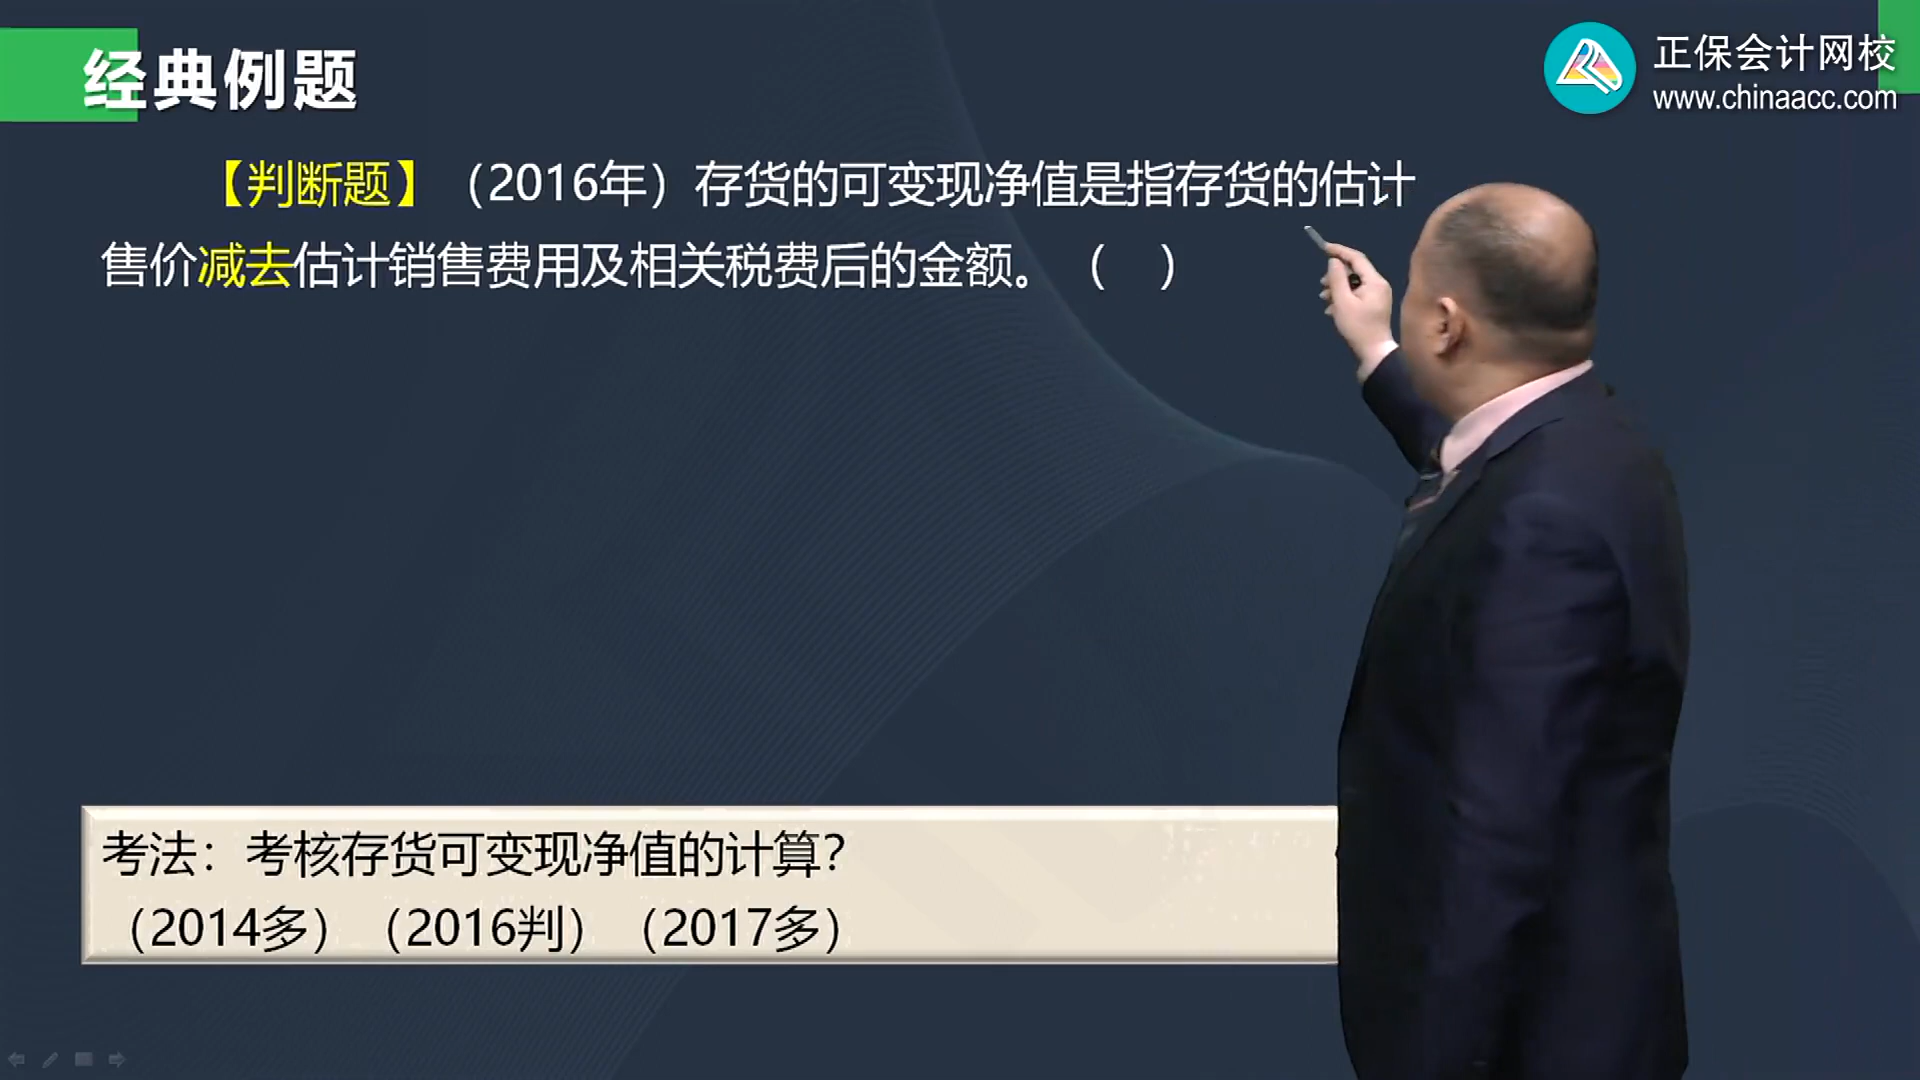 经典例题
正保会计网校
www.chinaacc.com
【判断题】（2016年）存货的可变现净值是指存货的估计
售价减去估计销售费用及相关税费后的金额。（ ）
考法：考核存货可变现净值的计算？
（2014多）（2016判）（2017多）